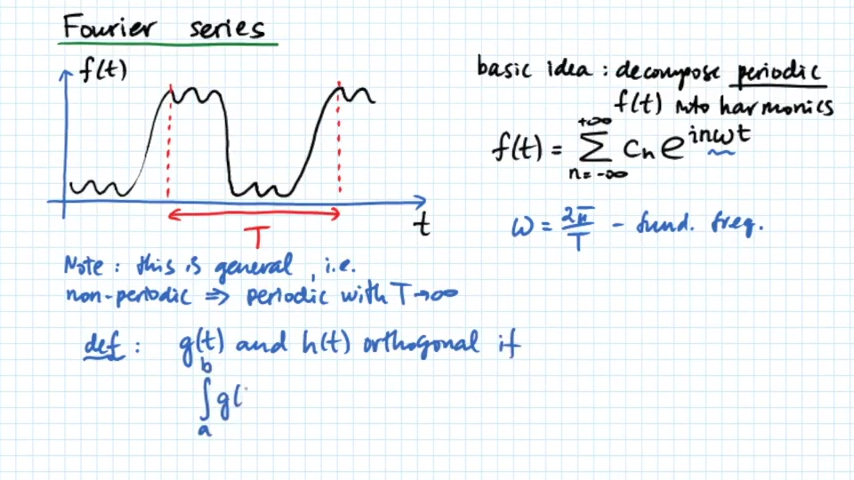 Fourier series
f(t)
t
T
basic idea : decompose periodic
f(t) into harmonics
f(t) = +∞ ∑ n=-∞ cₙ e^{inωt}
ω = 2π/T - fund. freq.
Note : this is general, i.e.
non-periodic ⇒ periodic with T→∞
def : g(t) and h(t) orthogonal if
∫ₐᵇ g(